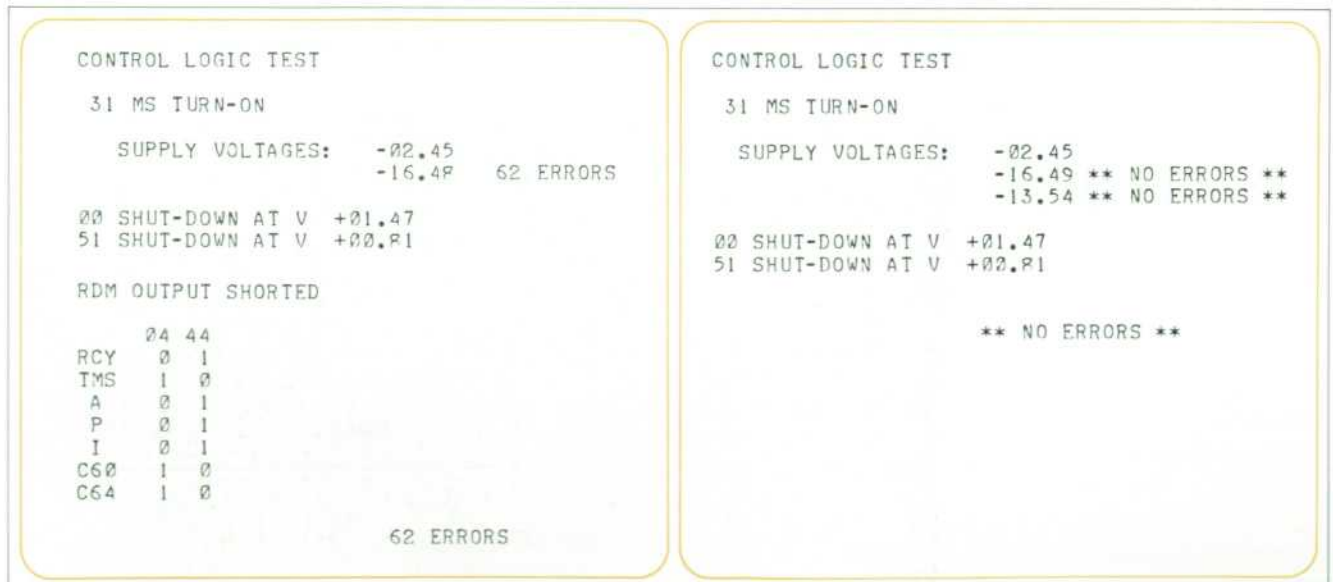 CONTROL LOGIC TEST
31 MS TURN-ON
SUPPLY VOLTAGES: -02.45
-16.48 62 ERRORS
00 SHUT-DOWN AT V +01.47
51 SHUT-DOWN AT V +00.81
RDM OUTPUT SHORTED
04 44
RCY 0 1
TMS 1 0
A 0 1
P 0 1
I 0 1
C60 1 0
C64 1 0
62 ERRORS
CONTROL LOGIC TEST
31 MS TURN-ON
SUPPLY VOLTAGES: -02.45
-16.49 ** NO ERRORS **
-13.54 ** NO ERRORS **
00 SHUT-DOWN AT V +01.47
51 SHUT-DOWN AT V +00.81
** NO ERRORS **